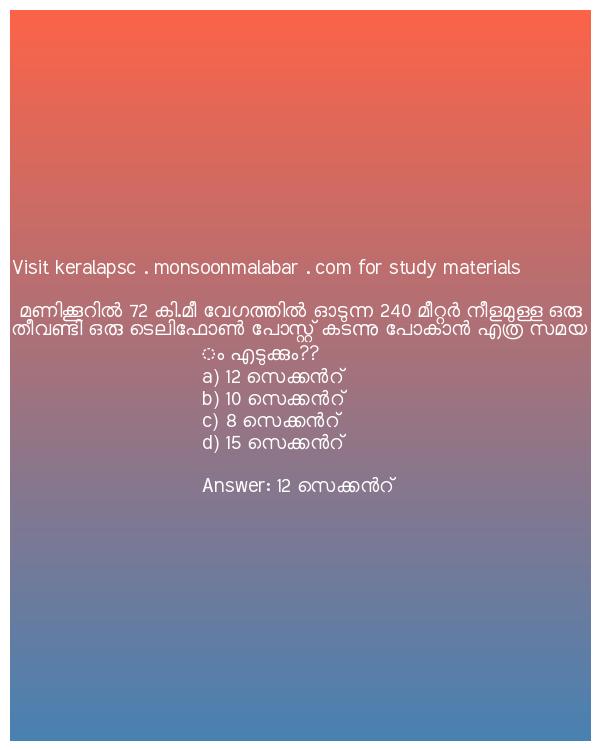 Visit keralapsc . monsoonmalabar . com for study materials
മണിക്കൂറിൽ 72 കി.മീ വേഗത്തിൽ ഓടുന്ന 240 മീറ്റർ നീളമുള്ള ഒരു
തീവണ്ടി ഒരു ടെലിഫോൺ പോസ്റ്റ് കടന്നു പോകാൻ എത്ര സമയ
ം എടുക്കും??
a) 12 സെക്കൻറ്
b) 10 സെക്കൻറ്
c) 8 സെക്കൻറ്
d) 15 സെക്കൻറ്
Answer: 12 സെക്കൻറ്